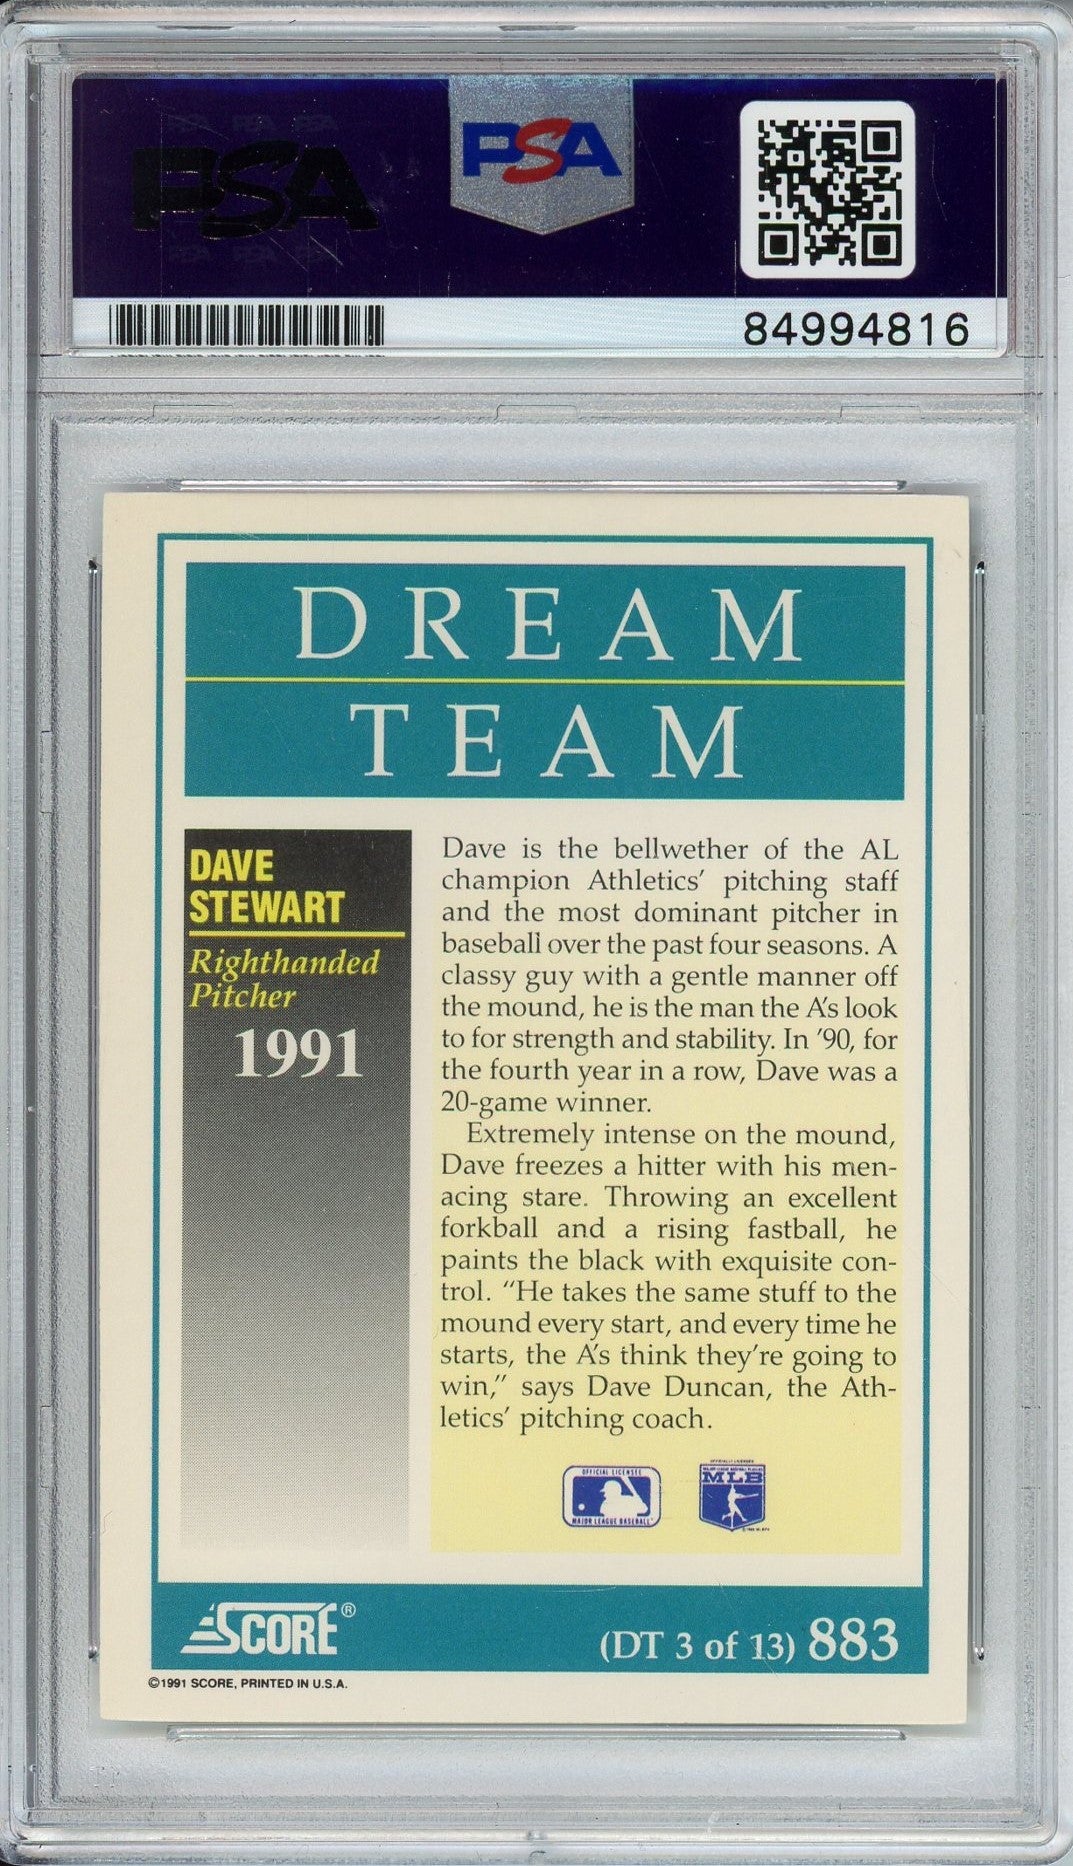 PSA
PSA
84994816
DREAM
TEAM
DAVE
STEWART
Righthanded
Pitcher
1991
Dave is the bellwether of the AL
champion Athletics' pitching staff
and the most dominant pitcher in
baseball over the past four seasons. A
classy guy with a gentle manner off
the mound, he is the man the A's look
to for strength and stability. In '90, for
the fourth year in a row, Dave was a
20-game winner.
Extremely intense on the mound,
Dave freezes a hitter with his men-
acing stare. Throwing an excellent
forkball and a rising fastball, he
paints the black with exquisite con-
trol. "He takes the same stuff to the
mound every start, and every time he
starts, the A's think they're going to
win," says Dave Duncan, the Ath-
letics' pitching coach.
OFFICIAL LICENSEE
MAJOR LEAGUE BASEBALL
MLB
SCORE®
(DT 3 of 13) 883
©1991 SCORE, PRINTED IN U.S.A.